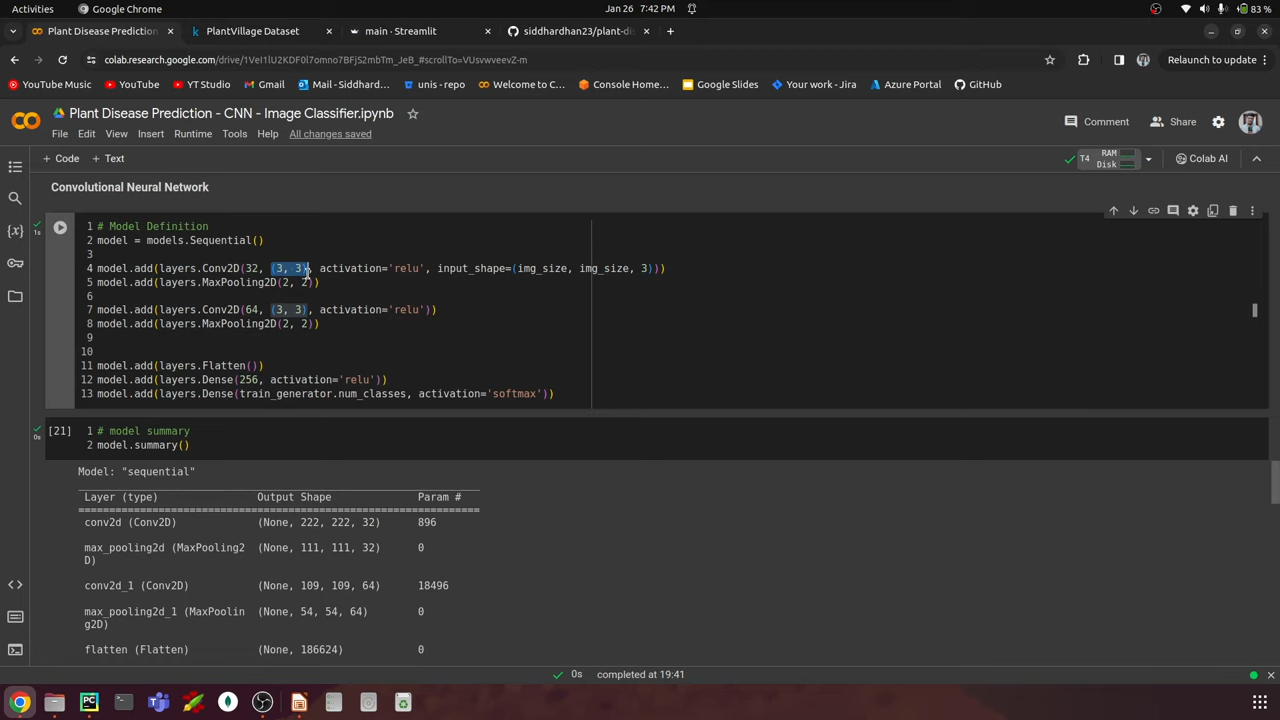 Activities
Google Chrome
Jan 26 7:42 PM
83 %
Plant Disease Prediction
PlantVillage Dataset
main · Streamlit
siddhardhan23/plant-dis
colab.research.google.com/drive/
YouTube Music
YouTube
YT Studio
Gmail
Mail - Siddhard...
unis - repo
Welcome to C...
Console Home...
Google Slides
Your work - Jira
Azure Portal
GitHub
Relaunch to update
Plant Disease Prediction - CNN - Image Classifier.ipynb
File Edit View Insert Runtime Tools Help All changes saved
Comment
Share
+ Code + Text
T4 RAM
Disk
Colab AI
Convolutional Neural Network
1s
1 # Model Definition
2 model = models.Sequential()
3
4 model.add(layers.Conv2D(32, (3, 3), activation='relu', input_shape=(img_size, img_size, 3)))
5 model.add(layers.MaxPooling2D(2, 2))
6
7 model.add(layers.Conv2D(64, (3, 3), activation='relu'))
8 model.add(layers.MaxPooling2D(2, 2))
9
10
11 model.add(layers.Flatten())
12 model.add(layers.Dense(256, activation='relu'))
13 model.add(layers.Dense(train_generator.num_classes, activation='softmax'))
[21]
0s
1 # model summary
2 model.summary()
Model: "sequential"
Layer (type) Output Shape Param #
conv2d (Conv2D) (None, 222, 222, 32) 896
max_pooling2d (MaxPooling2 (None, 111, 111, 32) 0
D)
conv2d_1 (Conv2D) (None, 109, 109, 64) 18496
max_pooling2d_1 (MaxPoolin (None, 54, 54, 64) 0
g2D)
flatten (Flatten) (None, 186624) 0
0s completed at 19:41